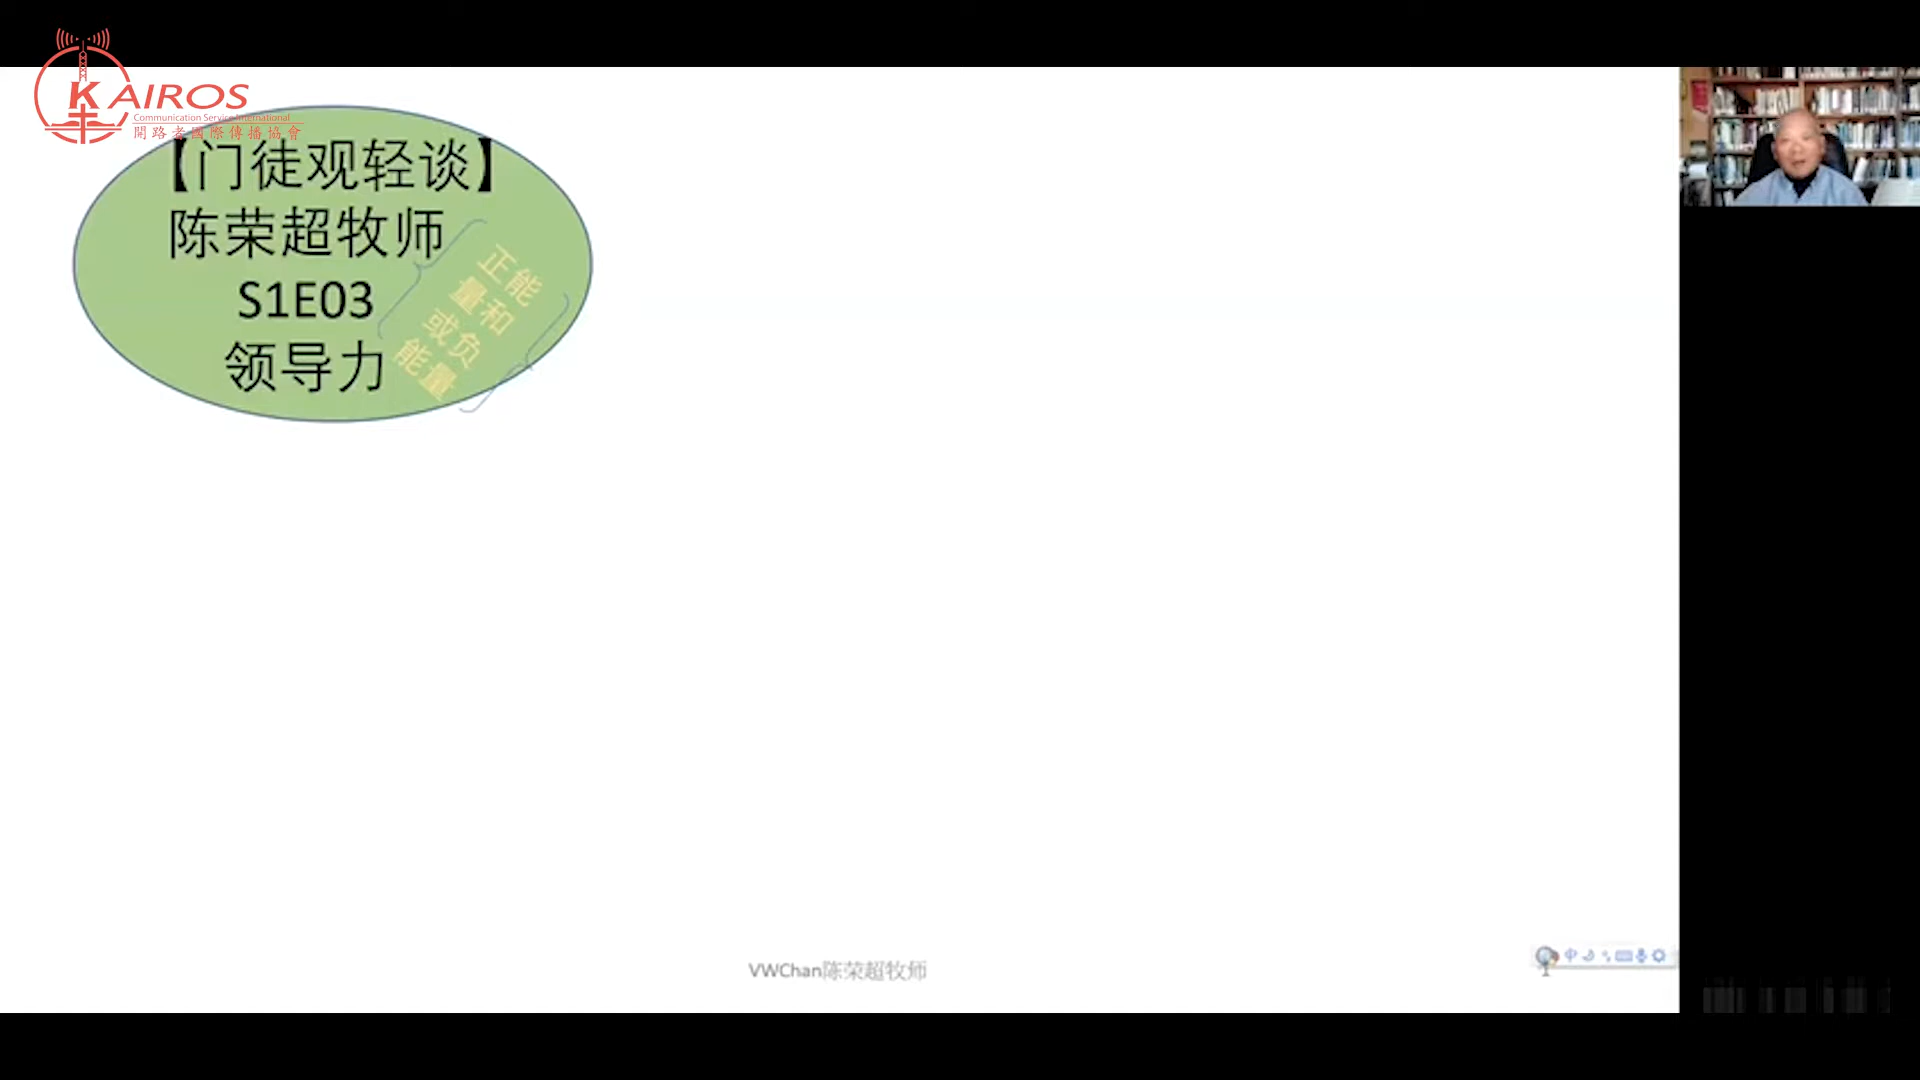 KAIROS
Communication Service International
開路者國際傳播協會
【门徒观轻谈】
陈荣超牧师
S1E03
领导力
正能
量和
或负
能量
VWChan陈荣超牧师
中
1